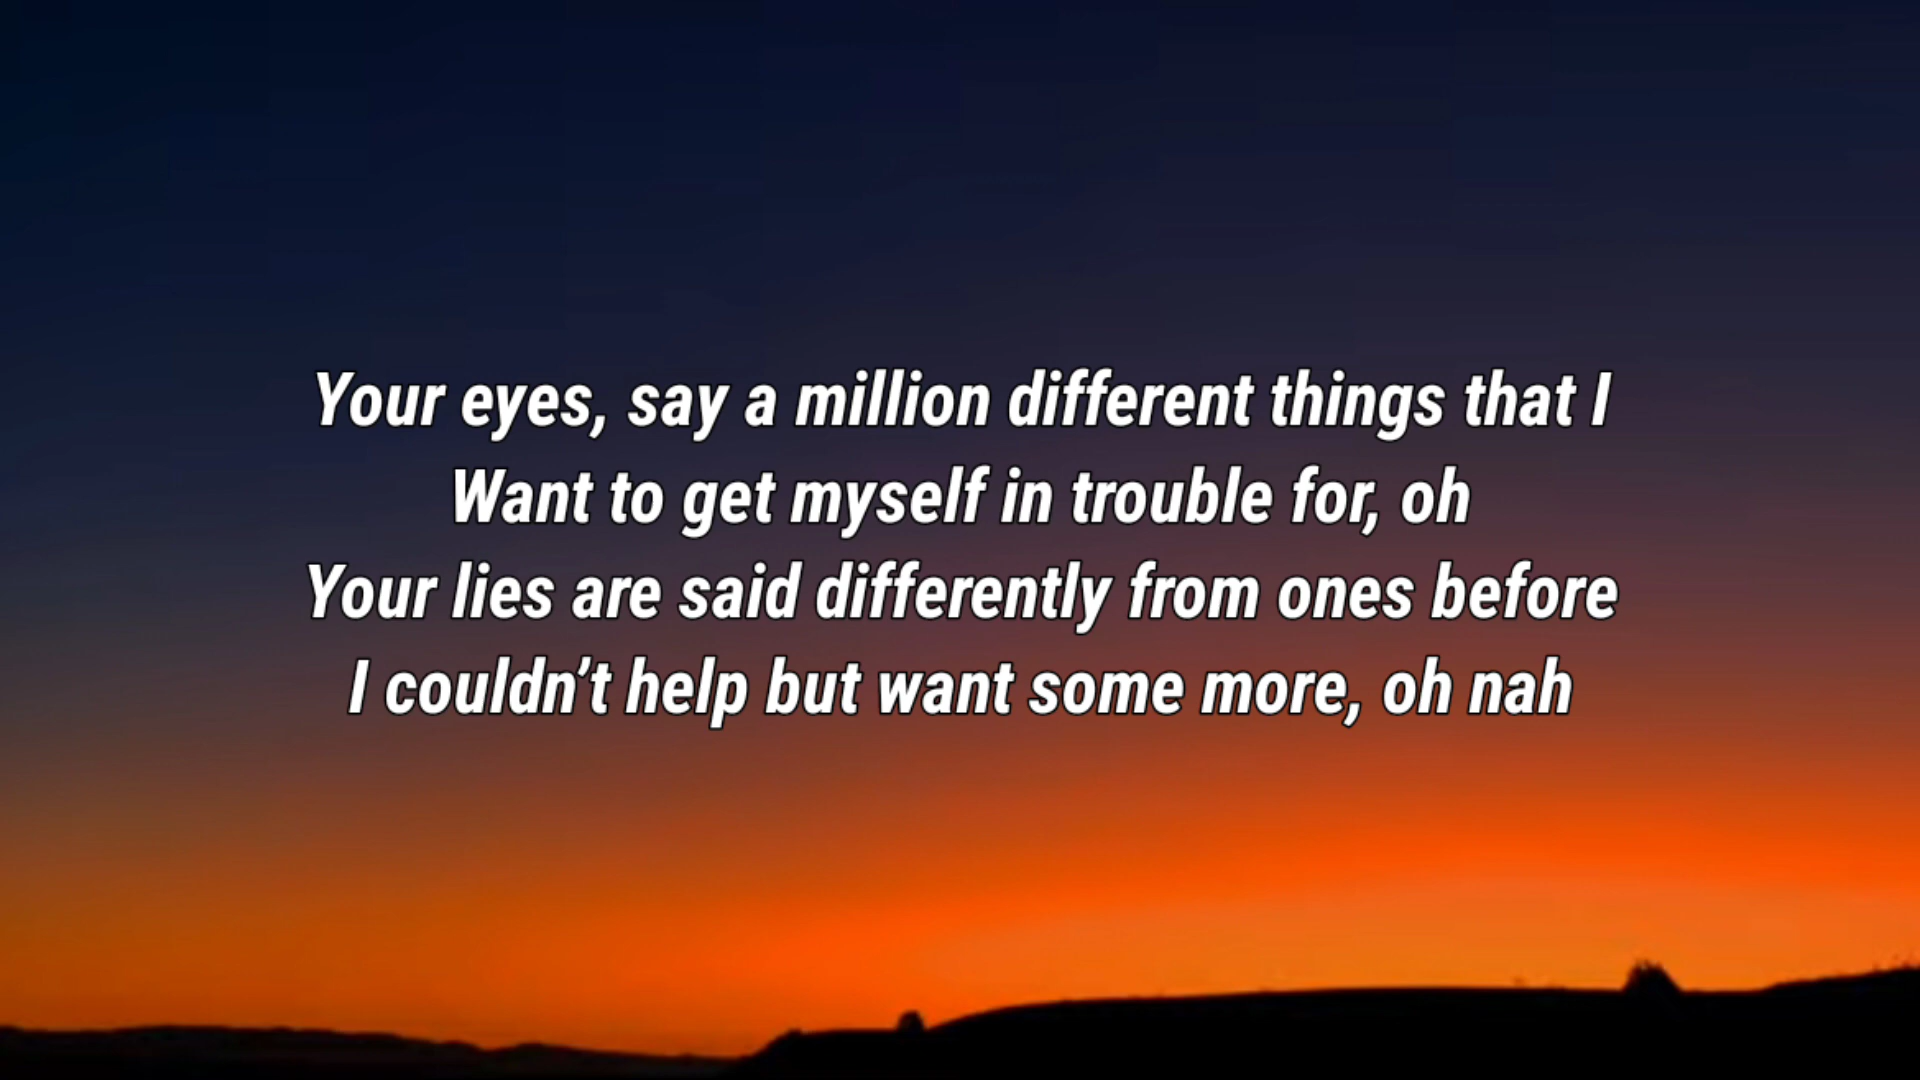 Your eyes, say a million different things that I
Want to get myself in trouble for, oh
Your lies are said differently from ones before
I couldn’t help but want some more, oh nah